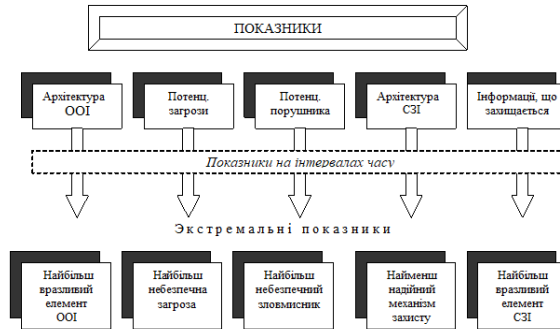 ПОКАЗНИКИ
Архітектура
ООІ
Потенц.
загрози
Потенц.
порушника
Архітектура
СЗІ
Інформації, що
захищається
Показники на інтервалах часу
Экстремальні показники
Найбільш
вразливий
елемент
ООІ
Найбільш
небезпечна
загроза
Найбільш
небезпечний
зловмисник
Найменш
надійний
механізм
захисту
Найбільш
вразливий
елемент
СЗІ